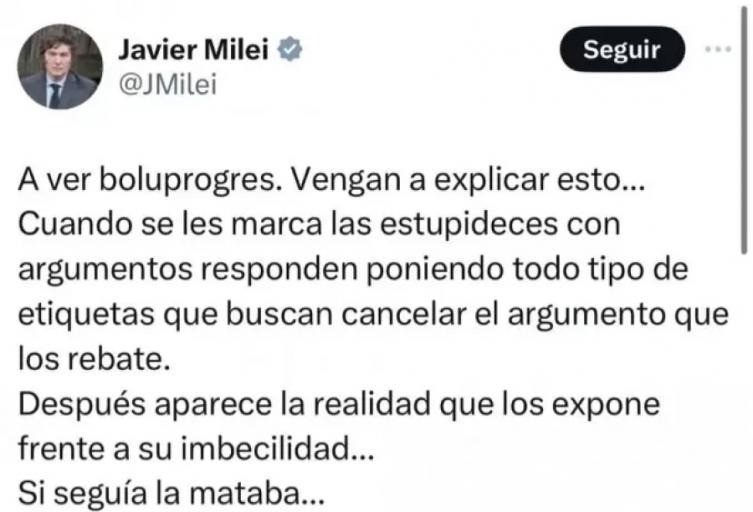 Javier Milei
Seguir
@JMilei
A ver boluprogres. Vengan a explicar esto...
Cuando se les marca las estupideces con
argumentos responden poniendo todo tipo de
etiquetas que buscan cancelar el argumento que
los rebate.
Después aparece la realidad que los expone
frente a su imbecilidad...
Si seguía la mataba...